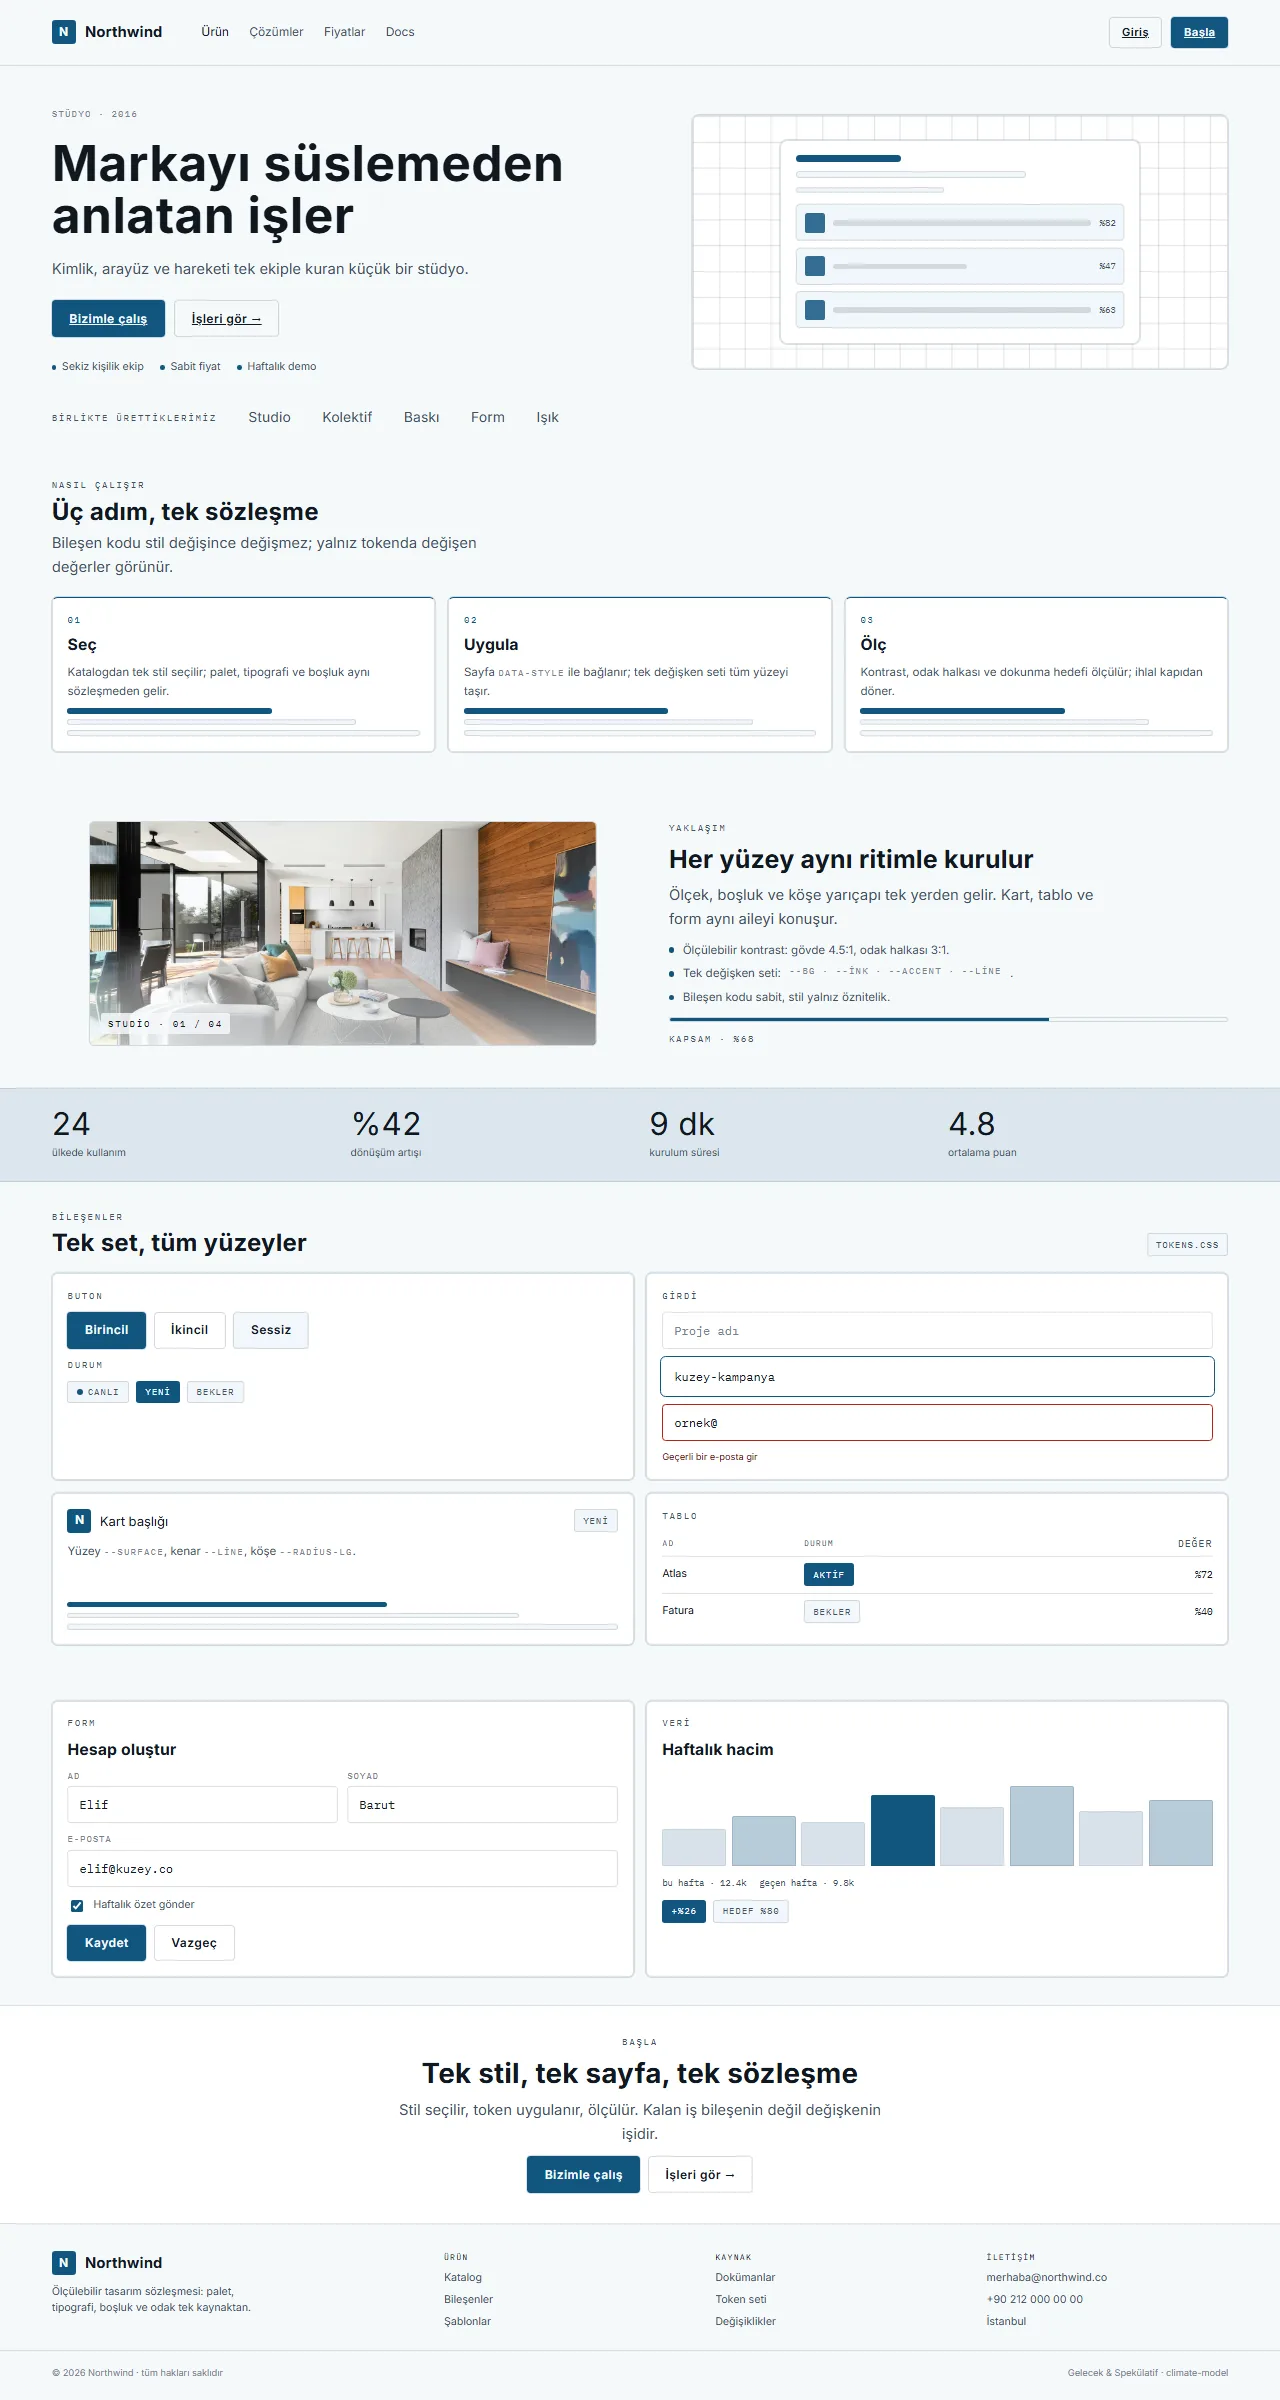 N Northwind Ürün Çözümler Fiyatlar Docs Giriş Başla
STÜDYO · 2016
Markayı süslemeden
anlatan işler
Kimlik, arayüz ve hareketi tek ekiple kuran küçük bir stüdyo.
Bizimle çalış İşleri gör →
Sekiz kişilik ekip Sabit fiyat Haftalık demo
%82
%47
%63
BİRLİKTE ÜRETTİKLERİMİZ Studio Kolektif Baskı Form Işık
NASIL ÇALIŞIR
Üç adım, tek sözleşme
Bileşen kodu stil değişince değişmez; yalnız tokenda değişen
değerler görünür.
01
Seç
Katalogdan tek stil seçilir; palet, tipografi ve boşluk aynı
sözleşmeden gelir.
02
Uygula
Sayfa DATA-STYLE ile bağlanır; tek değişken seti tüm yüzeyi
taşır.
03
Ölç
Kontrast, odak halkası ve dokunma hedefi ölçülür; ihlal kapıdan
döner.
STUDİO · 01 / 04
YAKLAŞIM
Her yüzey aynı ritimle kurulur
Ölçek, boşluk ve köşe yarıçapı tek yerden gelir. Kart, tablo ve
form aynı aileyi konuşur.
Ölçülebilir kontrast: gövde 4.5:1, odak halkası 3:1.
Tek değişken seti: --BG · --İNK · --ACCENT · --LİNE .
Bileşen kodu sabit, stil yalnız öznitelik.
KAPSAM · %68
24 %42 9 dk 4.8
ülkede kullanım dönüşüm artışı kurulum süresi ortalama puan
BİLEŞENLER
Tek set, tüm yüzeyler
TOKENS.CSS
BUTON
Birincil İkincil Sessiz
DURUM
CANLI YENİ BEKLER
GİRDİ
Proje adı
kuzey-kampanya
ornek@
Geçerli bir e-posta gir
N Kart başlığı YENİ
Yüzey --SURFACE, kenar --LİNE, köşe --RADİUS-LG.
TABLO
AD DURUM DEĞER
Atlas AKTİF %72
Fatura BEKLER %40
FORM
Hesap oluştur
AD SOYAD
Elif Barut
E-POSTA
elif@kuzey.co
Haftalık özet gönder
Kaydet Vazgeç
VERİ
Haftalık hacim
bu hafta · 12.4k geçen hafta · 9.8k
+%26 HEDEF %80
BAŞLA
Tek stil, tek sayfa, tek sözleşme
Stil seçilir, token uygulanır, ölçülür. Kalan iş bileşenin değil değişkenin
işidir.
Bizimle çalış İşleri gör →
N Northwind
Ölçülebilir tasarım sözleşmesi: palet,
tipografi, boşluk ve odak tek kaynaktan.
ÜRÜN
Katalog
Bileşenler
Şablonlar
KAYNAK
Dokümanlar
Token seti
Değişiklikler
İLETİŞİM
merhaba@northwind.co
+90 212 000 00 00
İstanbul
© 2026 Northwind · tüm hakları saklıdır
Gelecek & Spekülatif · climate-model